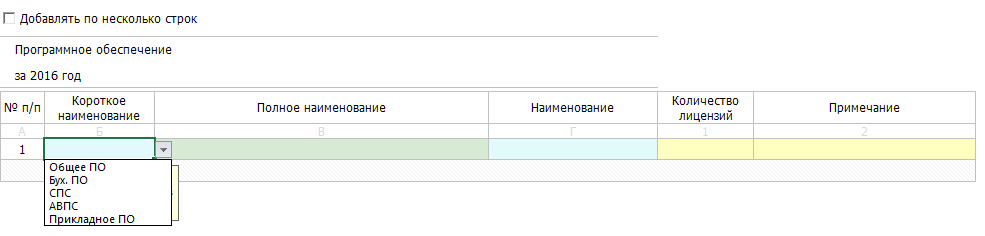 Добавлять по несколько строк
Программное обеспечение
за 2016 год
№ п/п Короткое наименование Полное наименование Наименование Количество лицензий Примечание
А Б В Г 1 2
1
Общее ПО
Бух. ПО
СПС
АВПС
Прикладное ПО